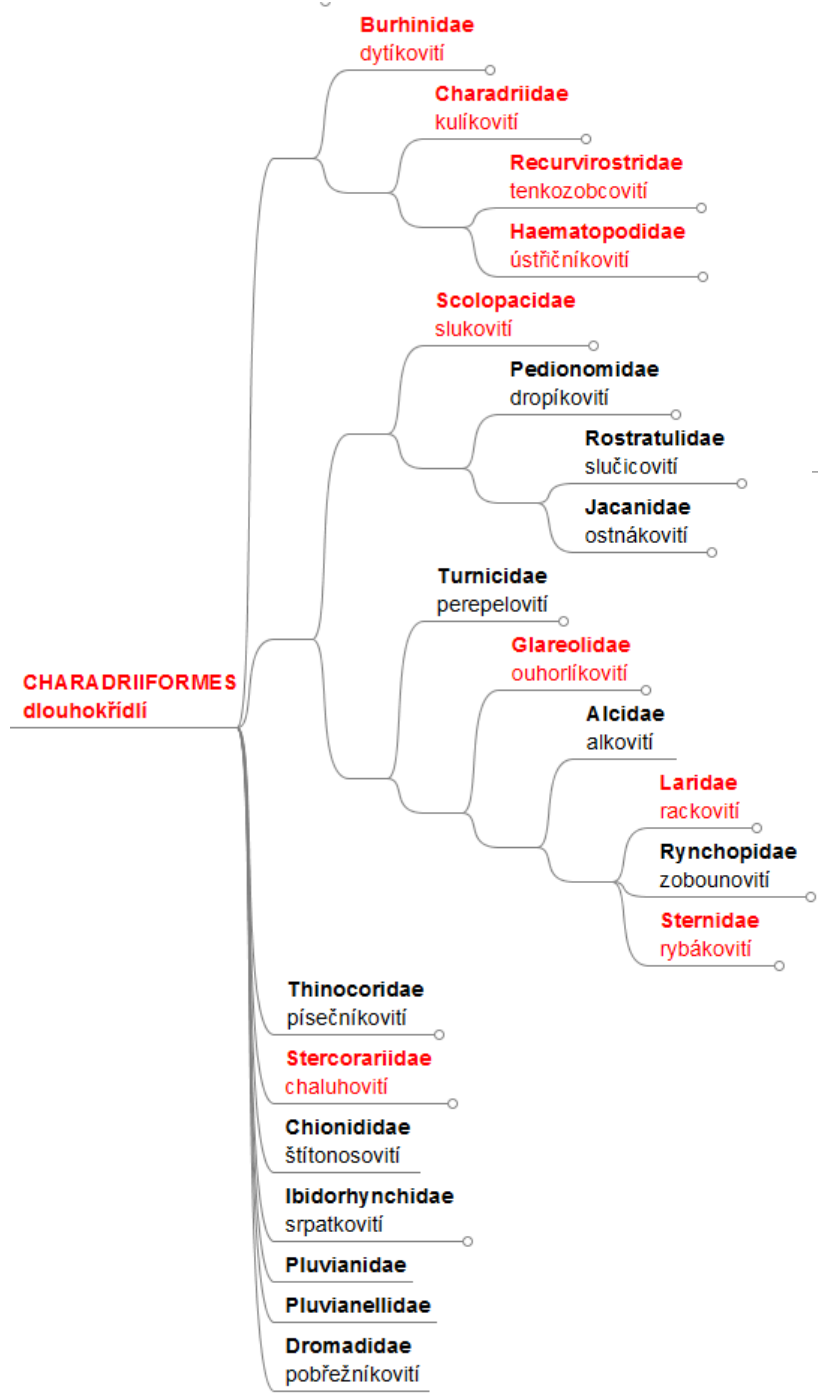 Burhinidae
dytíkovití
Charadriidae
kulíkovití
Recurvirostridae
tenkozobcovití
Haematopodidae
ústřičníkovití
Scolopacidae
slukovití
Pedionomidae
dropíkovití
Rostratulidae
slučicovití
Jacanidae
ostnákovití
Turnicidae
perepelovití
Glareolidae
ouhorlíkovití
CHARADRIIFORMES
dlouhokřídlí
Alcidae
alkovití
Laridae
rackovití
Rynchopidae
zobounovití
Sternidae
rybákovití
Thinocoridae
písečníkovití
Stercorariidae
chaluhovití
Chionididae
štítonosovití
Ibidorhynchidae
srpatkovití
Pluvianidae
Pluvianellidae
Dromadidae
pobřežníkovití